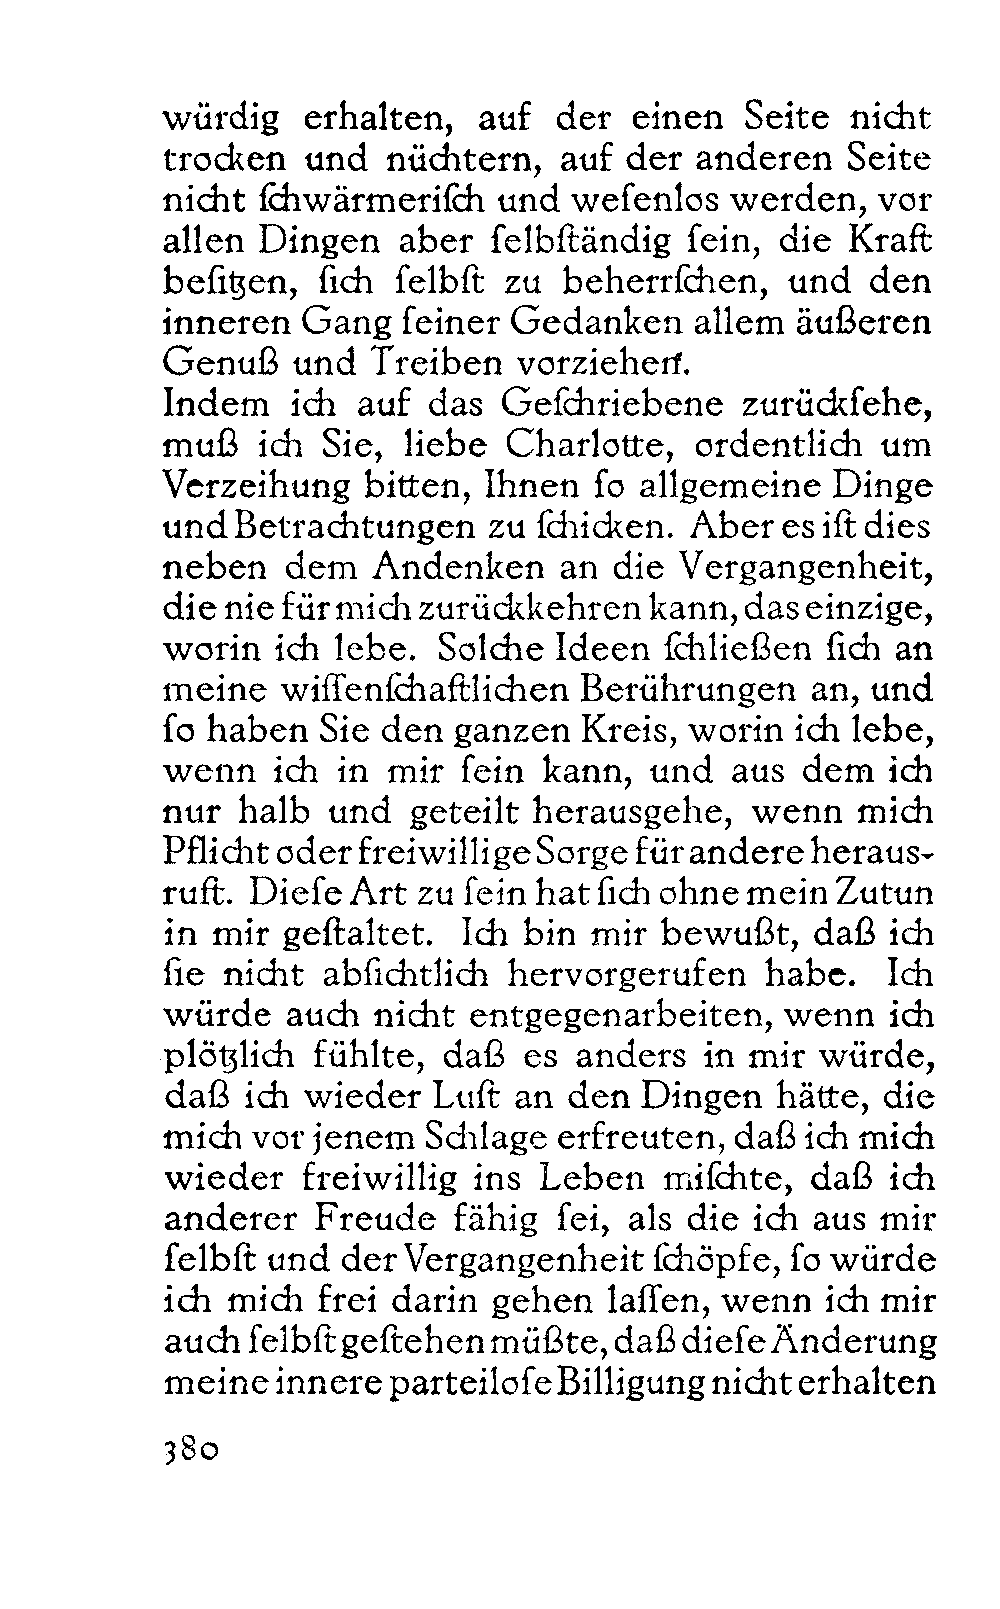 würdig erhalten, auf der einen Seite nicht
trocken und nüchtern, auf der anderen Seite
nicht ſchwärmeriſch und weſenlos werden, vor
allen Dingen aber ſelbſtändig ſein, die Kraft
beſitzen, ſich ſelbſt zu beherrſchen, und den
inneren Gang ſeiner Gedanken allem äußeren
Genuß und Treiben vorziehen.
Indem ich auf das Geſchriebene zurückſehe,
muß ich Sie, liebe Charlotte, ordentlich um
Verzeihung bitten, Ihnen ſo allgemeine Dinge
und Betrachtungen zu ſchicken. Aber es iſt dies
neben dem Andenken an die Vergangenheit,
die nie für mich zurückkehren kann, das einzige,
worin ich lebe. Solche Ideen ſchließen ſich an
meine wiſſenſchaftlichen Berührungen an, und
ſo haben Sie den ganzen Kreis, worin ich lebe,
wenn ich in mir ſein kann, und aus dem ich
nur halb und geteilt herausgehe, wenn mich
Pflicht oder freiwillige Sorge für andere heraus-
ruft. Dieſe Art zu ſein hat ſich ohne mein Zutun
in mir geſtaltet. Ich bin mir bewußt, daß ich
ſie nicht abſichtlich hervorgerufen habe. Ich
würde auch nicht entgegenarbeiten, wenn ich
plötzlich fühlte, daß es anders in mir würde,
daß ich wieder Luſt an den Dingen hätte, die
mich vor jenem Schlage erfreuten, daß ich mich
wieder freiwillig ins Leben miſchte, daß ich
anderer Freude fähig ſei, als die ich aus mir
ſelbſt und der Vergangenheit ſchöpfe, ſo würde
ich mich frei darin gehen laſſen, wenn ich mir
auch ſelbſt geſtehen müßte, daß dieſe Änderung
meine innere parteiloſe Billigung nicht erhalten
380